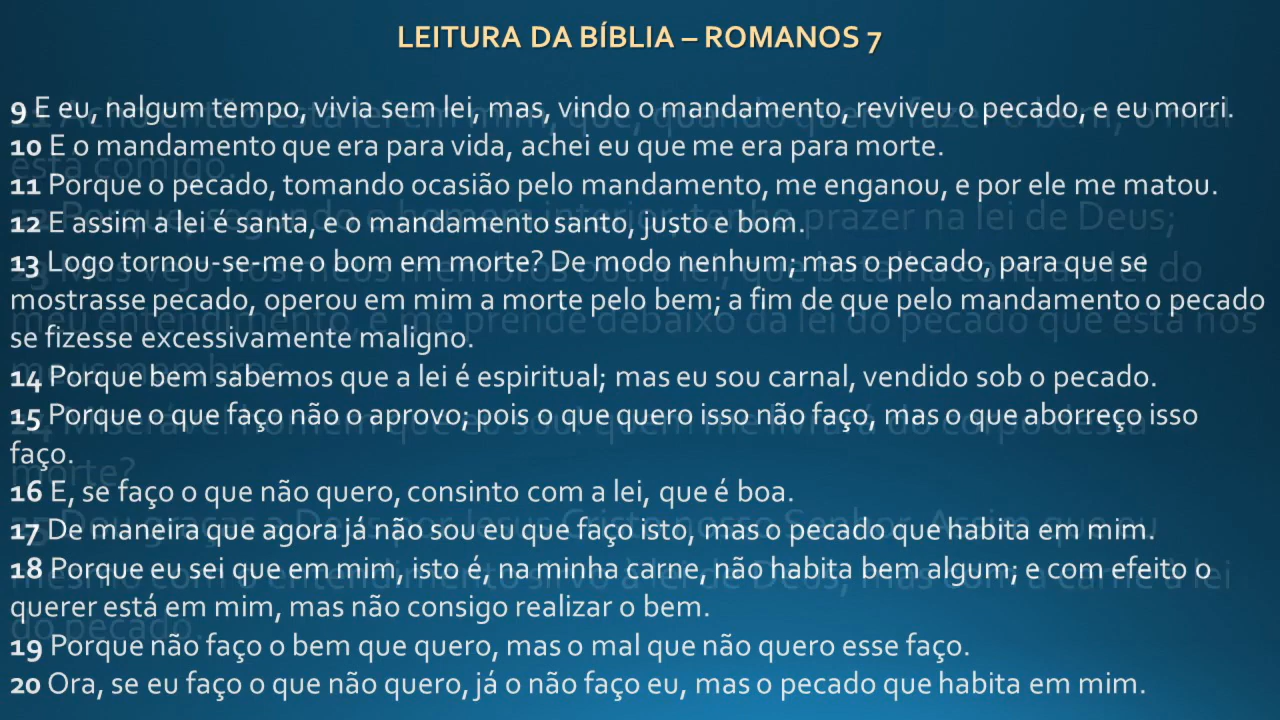 LEITURA DA BÍBLIA – ROMANOS 7
9 E eu, nalgum tempo, vivia sem lei, mas, vindo o mandamento, reviveu o pecado, e eu morri.
10 E o mandamento que era para vida, achei eu que me era para morte.
11 Porque o pecado, tomando ocasião pelo mandamento, me enganou, e por ele me matou.
12 E assim a lei é santa, e o mandamento santo, justo e bom.
13 Logo tornou-se-me o bom em morte? De modo nenhum; mas o pecado, para que se
mostrasse pecado, operou em mim a morte pelo bem; a fim de que pelo mandamento o pecado
se fizesse excessivamente maligno.
14 Porque bem sabemos que a lei é espiritual; mas eu sou carnal, vendido sob o pecado.
15 Porque o que faço não o aprovo; pois o que quero isso não faço, mas o que aborreço isso
faço.
16 E, se faço o que não quero, consinto com a lei, que é boa.
17 De maneira que agora já não sou eu que faço isto, mas o pecado que habita em mim.
18 Porque eu sei que em mim, isto é, na minha carne, não habita bem algum; e com efeito o
querer está em mim, mas não consigo realizar o bem.
19 Porque não faço o bem que quero, mas o mal que não quero esse faço.
20 Ora, se eu faço o que não quero, já o não faço eu, mas o pecado que habita em mim.